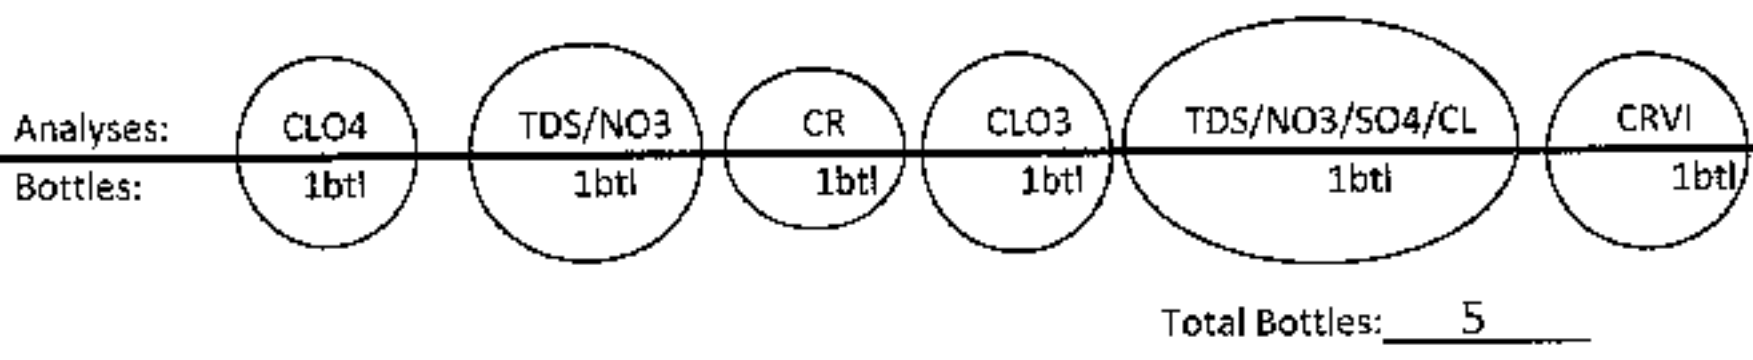 Analyses: CLO4 TDS/NO3 CR CLO3 TDS/NO3/SO4/CL CRVI
Bottles: 1btl 1btl 1btl 1btl 1btl 1btl
Total Bottles: 5